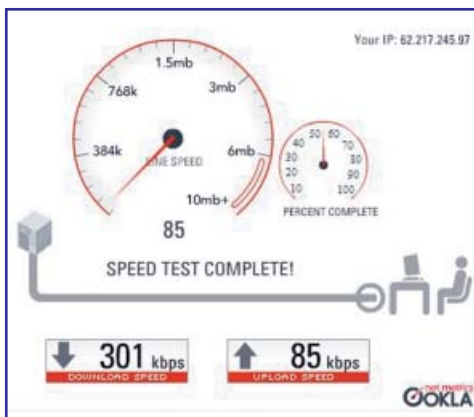 Your IP: 62.217.245.97
1.5mb
768k
3mb
384k
6mb
LINE SPEED
10mb+
50 60
40
70
30
80
20
90
10
100
PERCENT COMPLETE
85
SPEED TEST COMPLETE!
301 kbps
DOWNLOAD SPEED
85 kbps
UPLOAD SPEED
net metrics
OOKLA